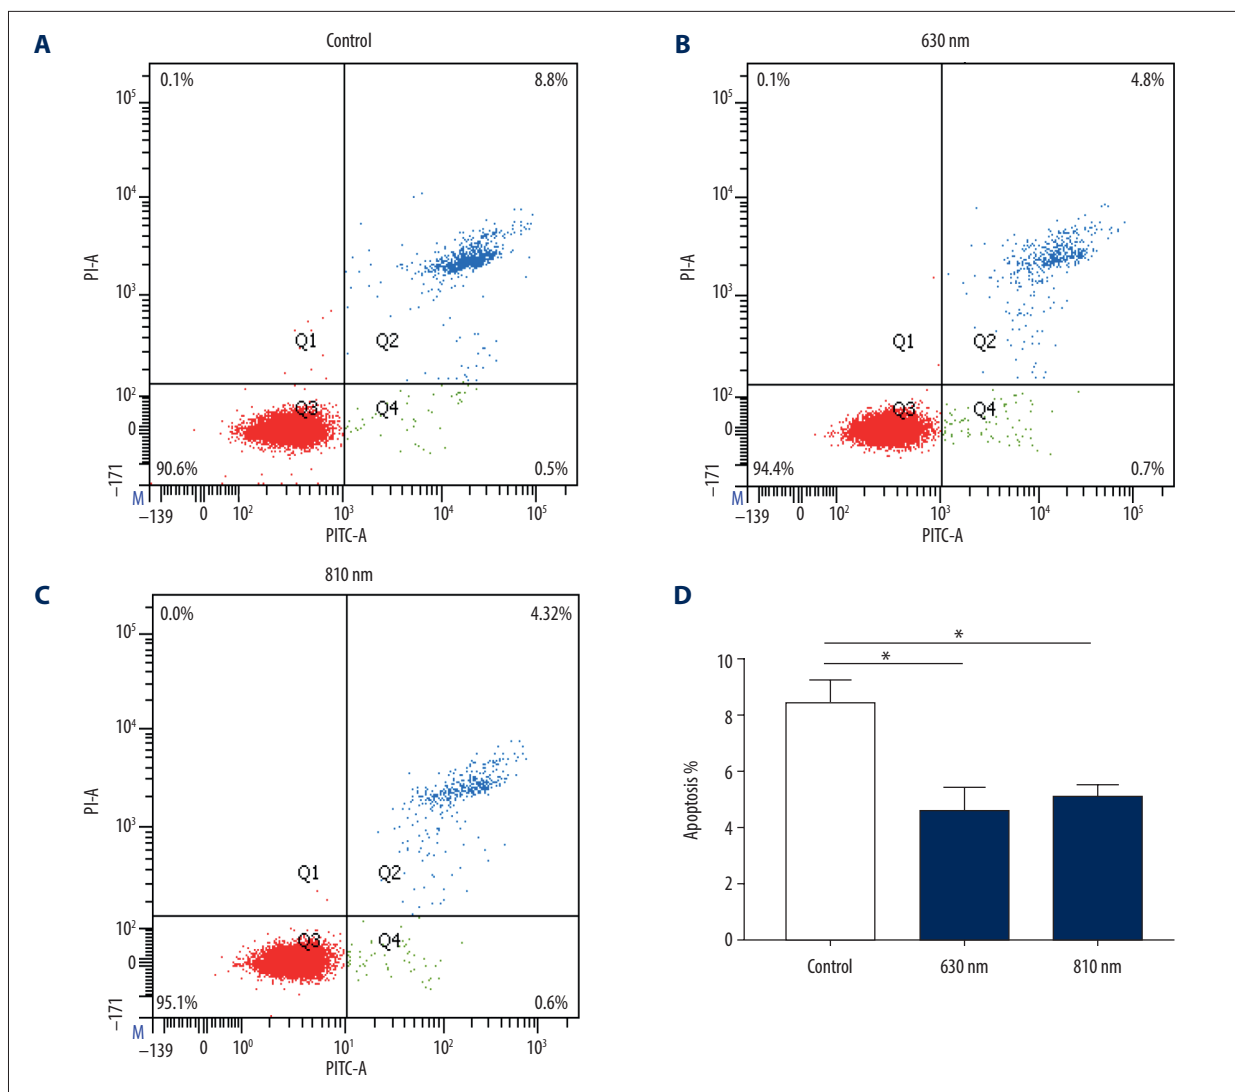 A
Control
0.1%
8.8%
10⁵
10⁴
10³
10²
0
−171
PI-A
Q1
Q2
Q3
Q4
90.6%
0.5%
M
−139
0
10²
10³
10⁴
10⁵
PITC-A
B
630 nm
0.1%
4.8%
10⁵
10⁴
10³
10²
0
−171
PI-A
Q1
Q2
Q3
Q4
94.4%
0.7%
M
−139
0
10²
10³
10⁴
10⁵
PITC-A
C
810 nm
0.0%
4.32%
10⁵
10⁴
10³
10²
0
−171
PI-A
Q1
Q2
Q3
Q4
95.1%
0.6%
M
−139
0
10⁰
10¹
10²
10³
PITC-A
D
*
*
10
8
6
4
2
0
Apoptosis %
Control
630 nm
810 nm